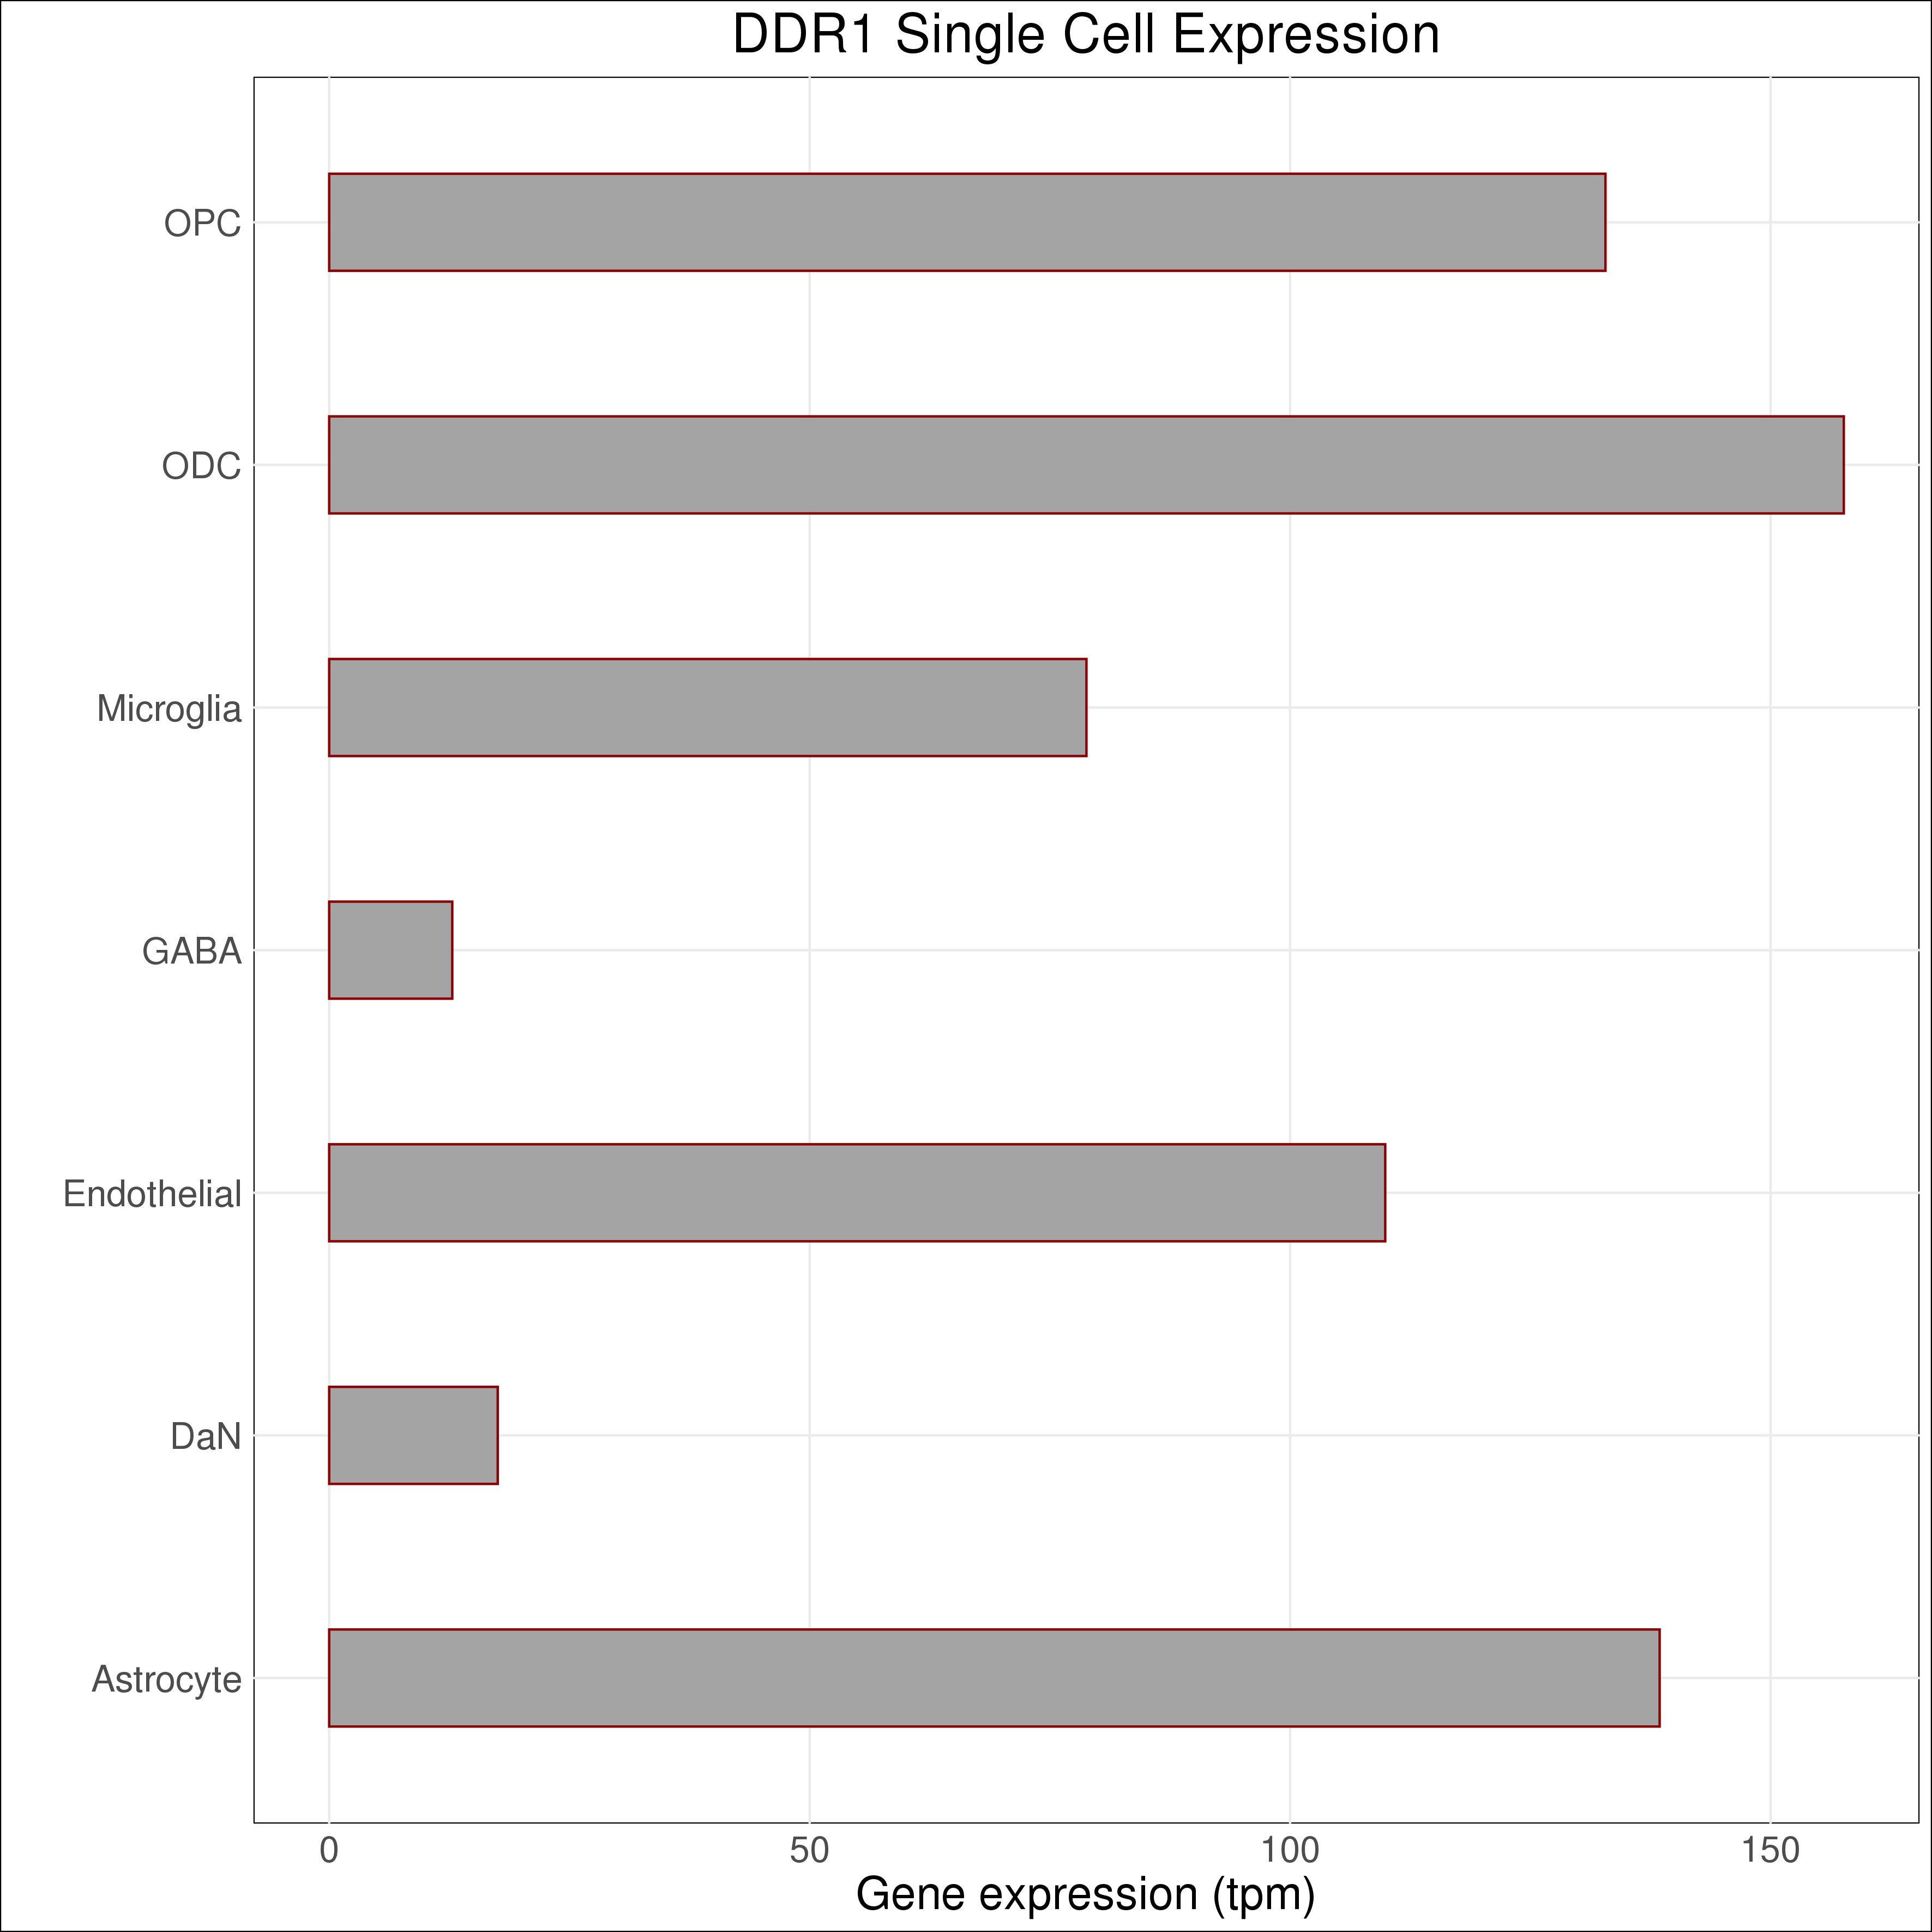 DDR1 Single Cell Expression
OPC
ODC
Microglia
GABA
Endothelial
DaN
Astrocyte
0 50 100 150
Gene expression (tpm)